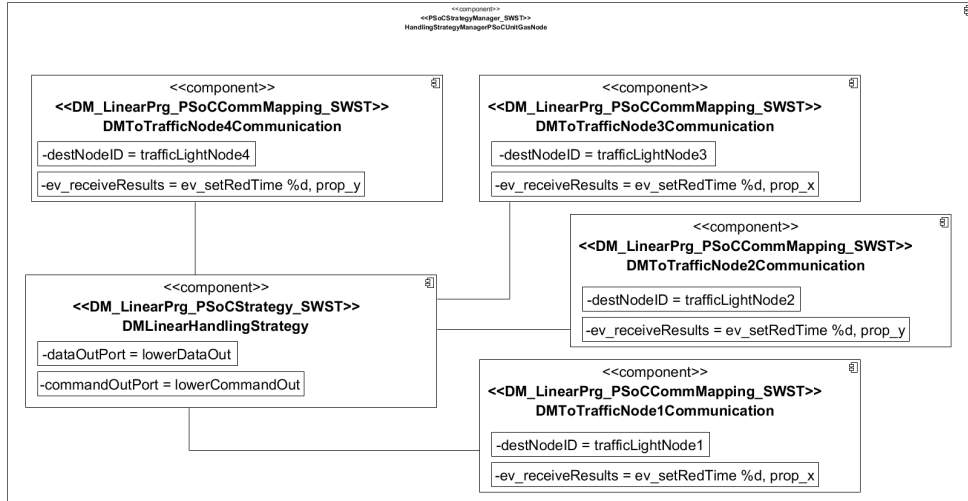 <<component>>
<<PSoCStrategyManager_SWST>>
HandlingStrategyManagerPSoCUnitGasNode
<<component>>
<<DM_LinearPrg_PSoCCommMapping_SWST>>
DMToTrafficNode4Communication
-destNodeID = trafficLightNode4
-ev_receiveResults = ev_setRedTime %d, prop_y
<<component>>
<<DM_LinearPrg_PSoCCommMapping_SWST>>
DMToTrafficNode3Communication
-destNodeID = trafficLightNode3
-ev_receiveResults = ev_setRedTime %d, prop_x
<<component>>
<<DM_LinearPrg_PSoCCommMapping_SWST>>
DMToTrafficNode2Communication
-destNodeID = trafficLightNode2
-ev_receiveResults = ev_setRedTime %d, prop_y
<<component>>
<<DM_LinearPrg_PSoCStrategy_SWST>>
DMLinearHandlingStrategy
-dataOutPort = lowerDataOut
-commandOutPort = lowerCommandOut
<<component>>
<<DM_LinearPrg_PSoCCommMapping_SWST>>
DMToTrafficNode1Communication
-destNodeID = trafficLightNode1
-ev_receiveResults = ev_setRedTime %d, prop_x